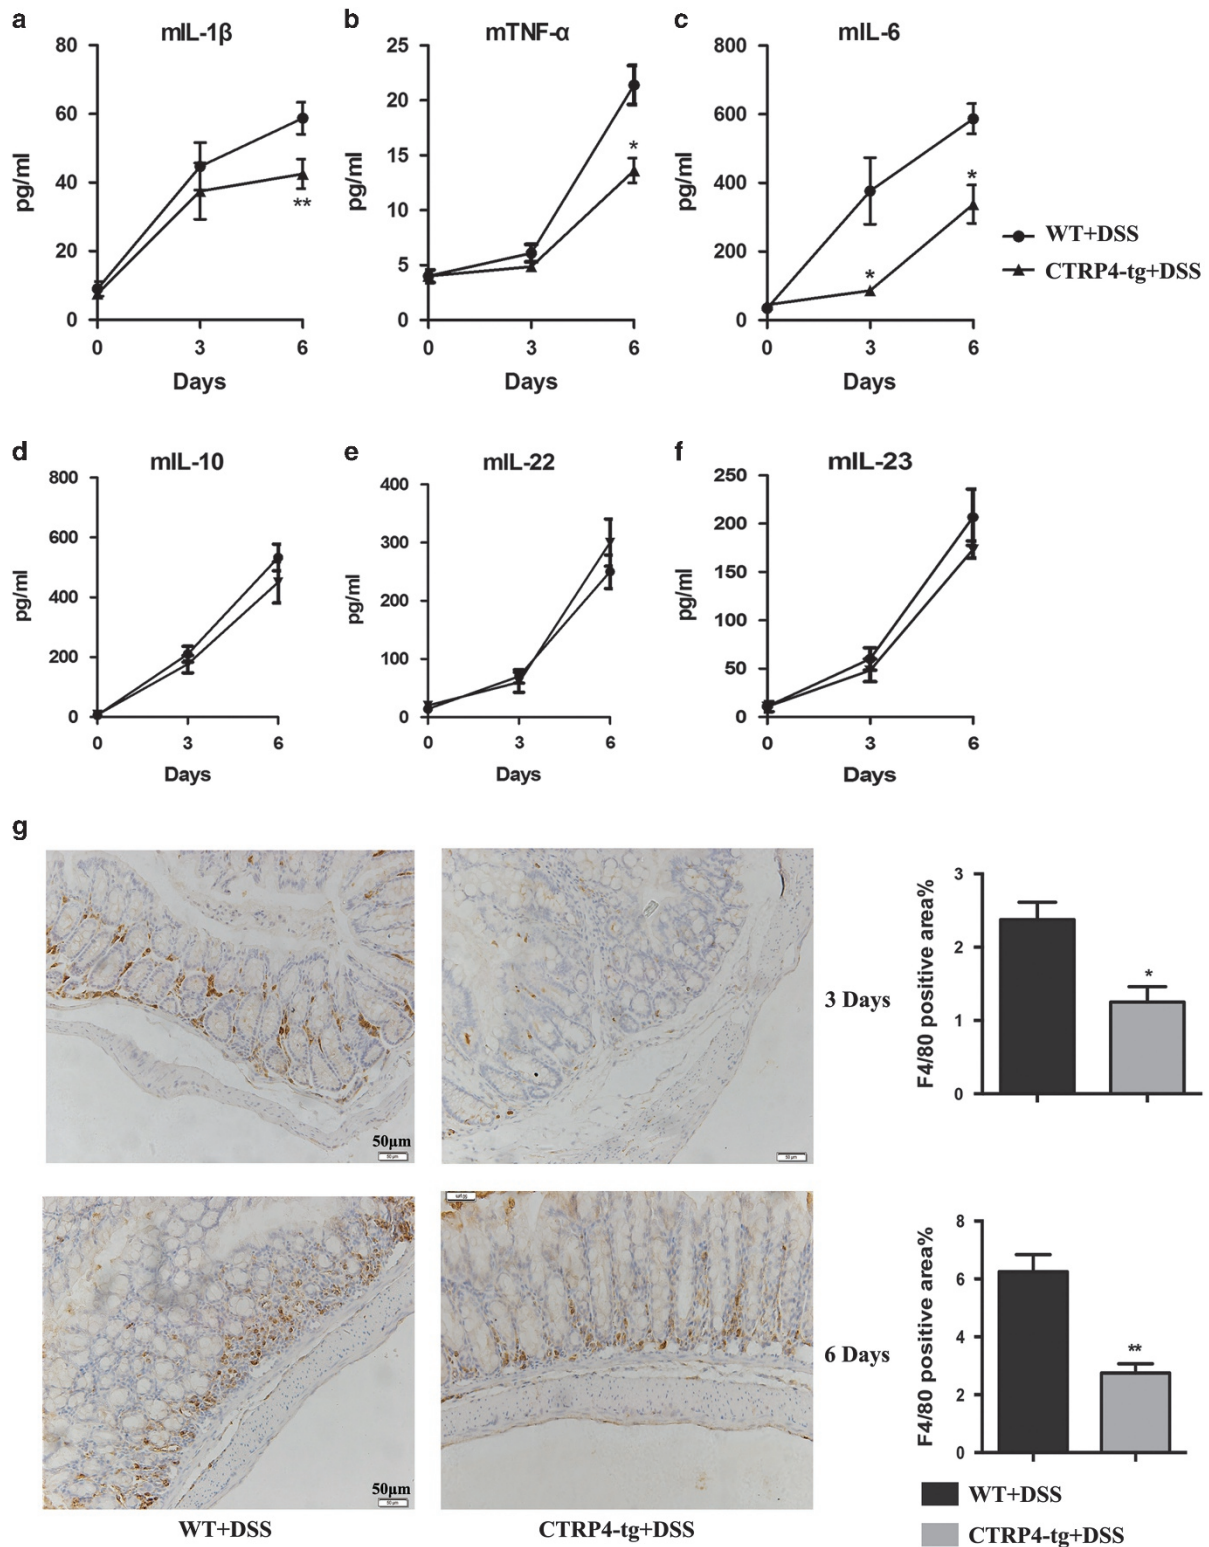 a
mIL-1β
80
60
40
20
0
pg/ml
**
0 3 6
Days
b
mTNF-α
25
20
15
10
5
0
pg/ml
*
0 3 6
Days
c
mIL-6
800
600
400
200
0
pg/ml
*
*
0 3 6
Days
WT+DSS
CTRP4-tg+DSS
d
mIL-10
800
600
400
200
0
pg/ml
0 3 6
Days
e
mIL-22
400
300
200
100
0
pg/ml
0 3 6
Days
f
mIL-23
250
200
150
100
50
0
pg/ml
0 3 6
Days
g
50µm
50 µm
50 µm
3 Days
F4/80 positive area%
3
2
1
0
*
50µm
50 µm
6 Days
F4/80 positive area%
8
6
4
2
0
**
WT+DSS
CTRP4-tg+DSS
WT+DSS
CTRP4-tg+DSS